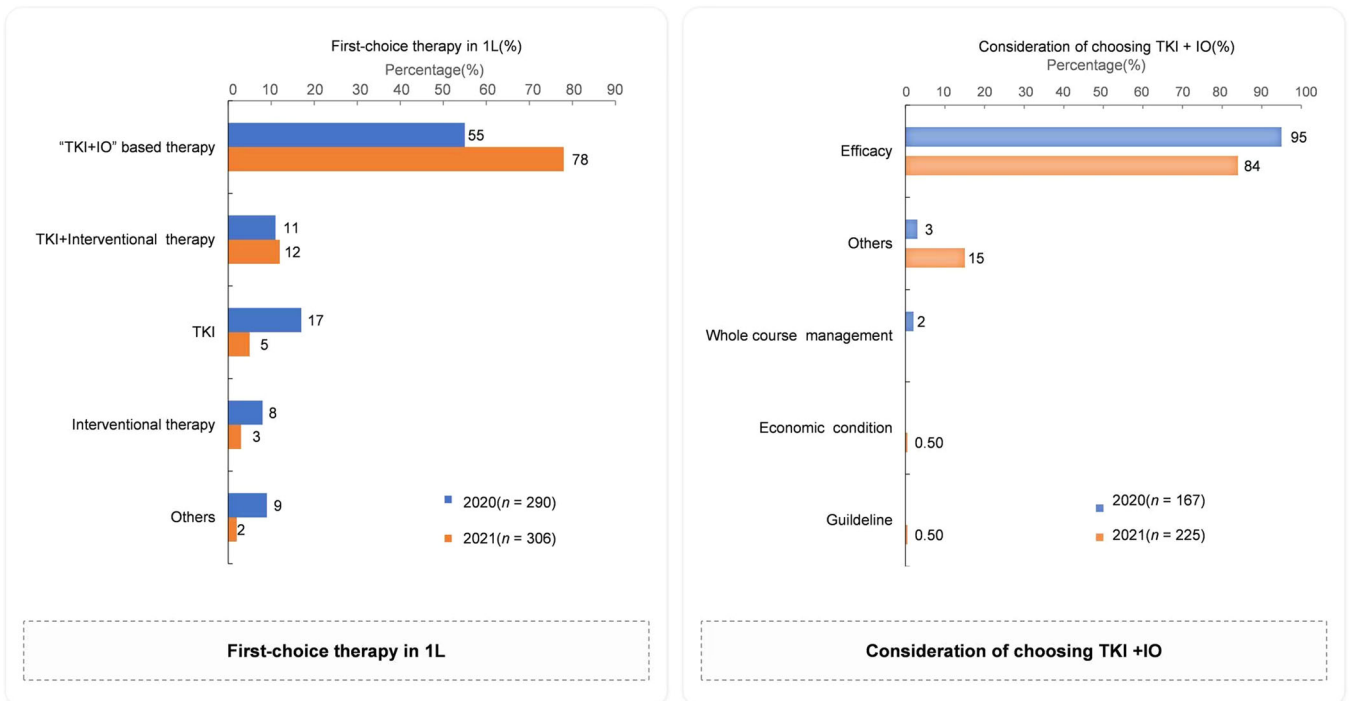 First-choice therapy in 1L(%)
Percentage(%)
0 10 20 30 40 50 60 70 80 90
“TKI+IO” based therapy
55
78
TKI+Interventional therapy
11
12
TKI
17
5
Interventional therapy
8
3
Others
9
2
2020(n = 290)
2021(n = 306)
First-choice therapy in 1L
Consideration of choosing TKI + IO(%)
Percentage(%)
0 10 20 30 40 50 60 70 80 90 100
Efficacy
95
84
Others
3
15
Whole course management
2
Economic condition
0.50
Guildeline
0.50
2020(n = 167)
2021(n = 225)
Consideration of choosing TKI +IO